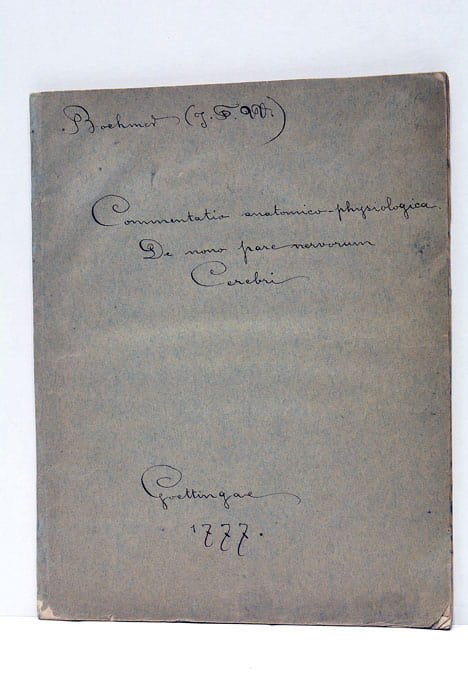 Boehmer (J. F. W.)
Commentatio anatomico-physiologica.
De nono pare nervorum
Cerebri
Goettingae
1777.